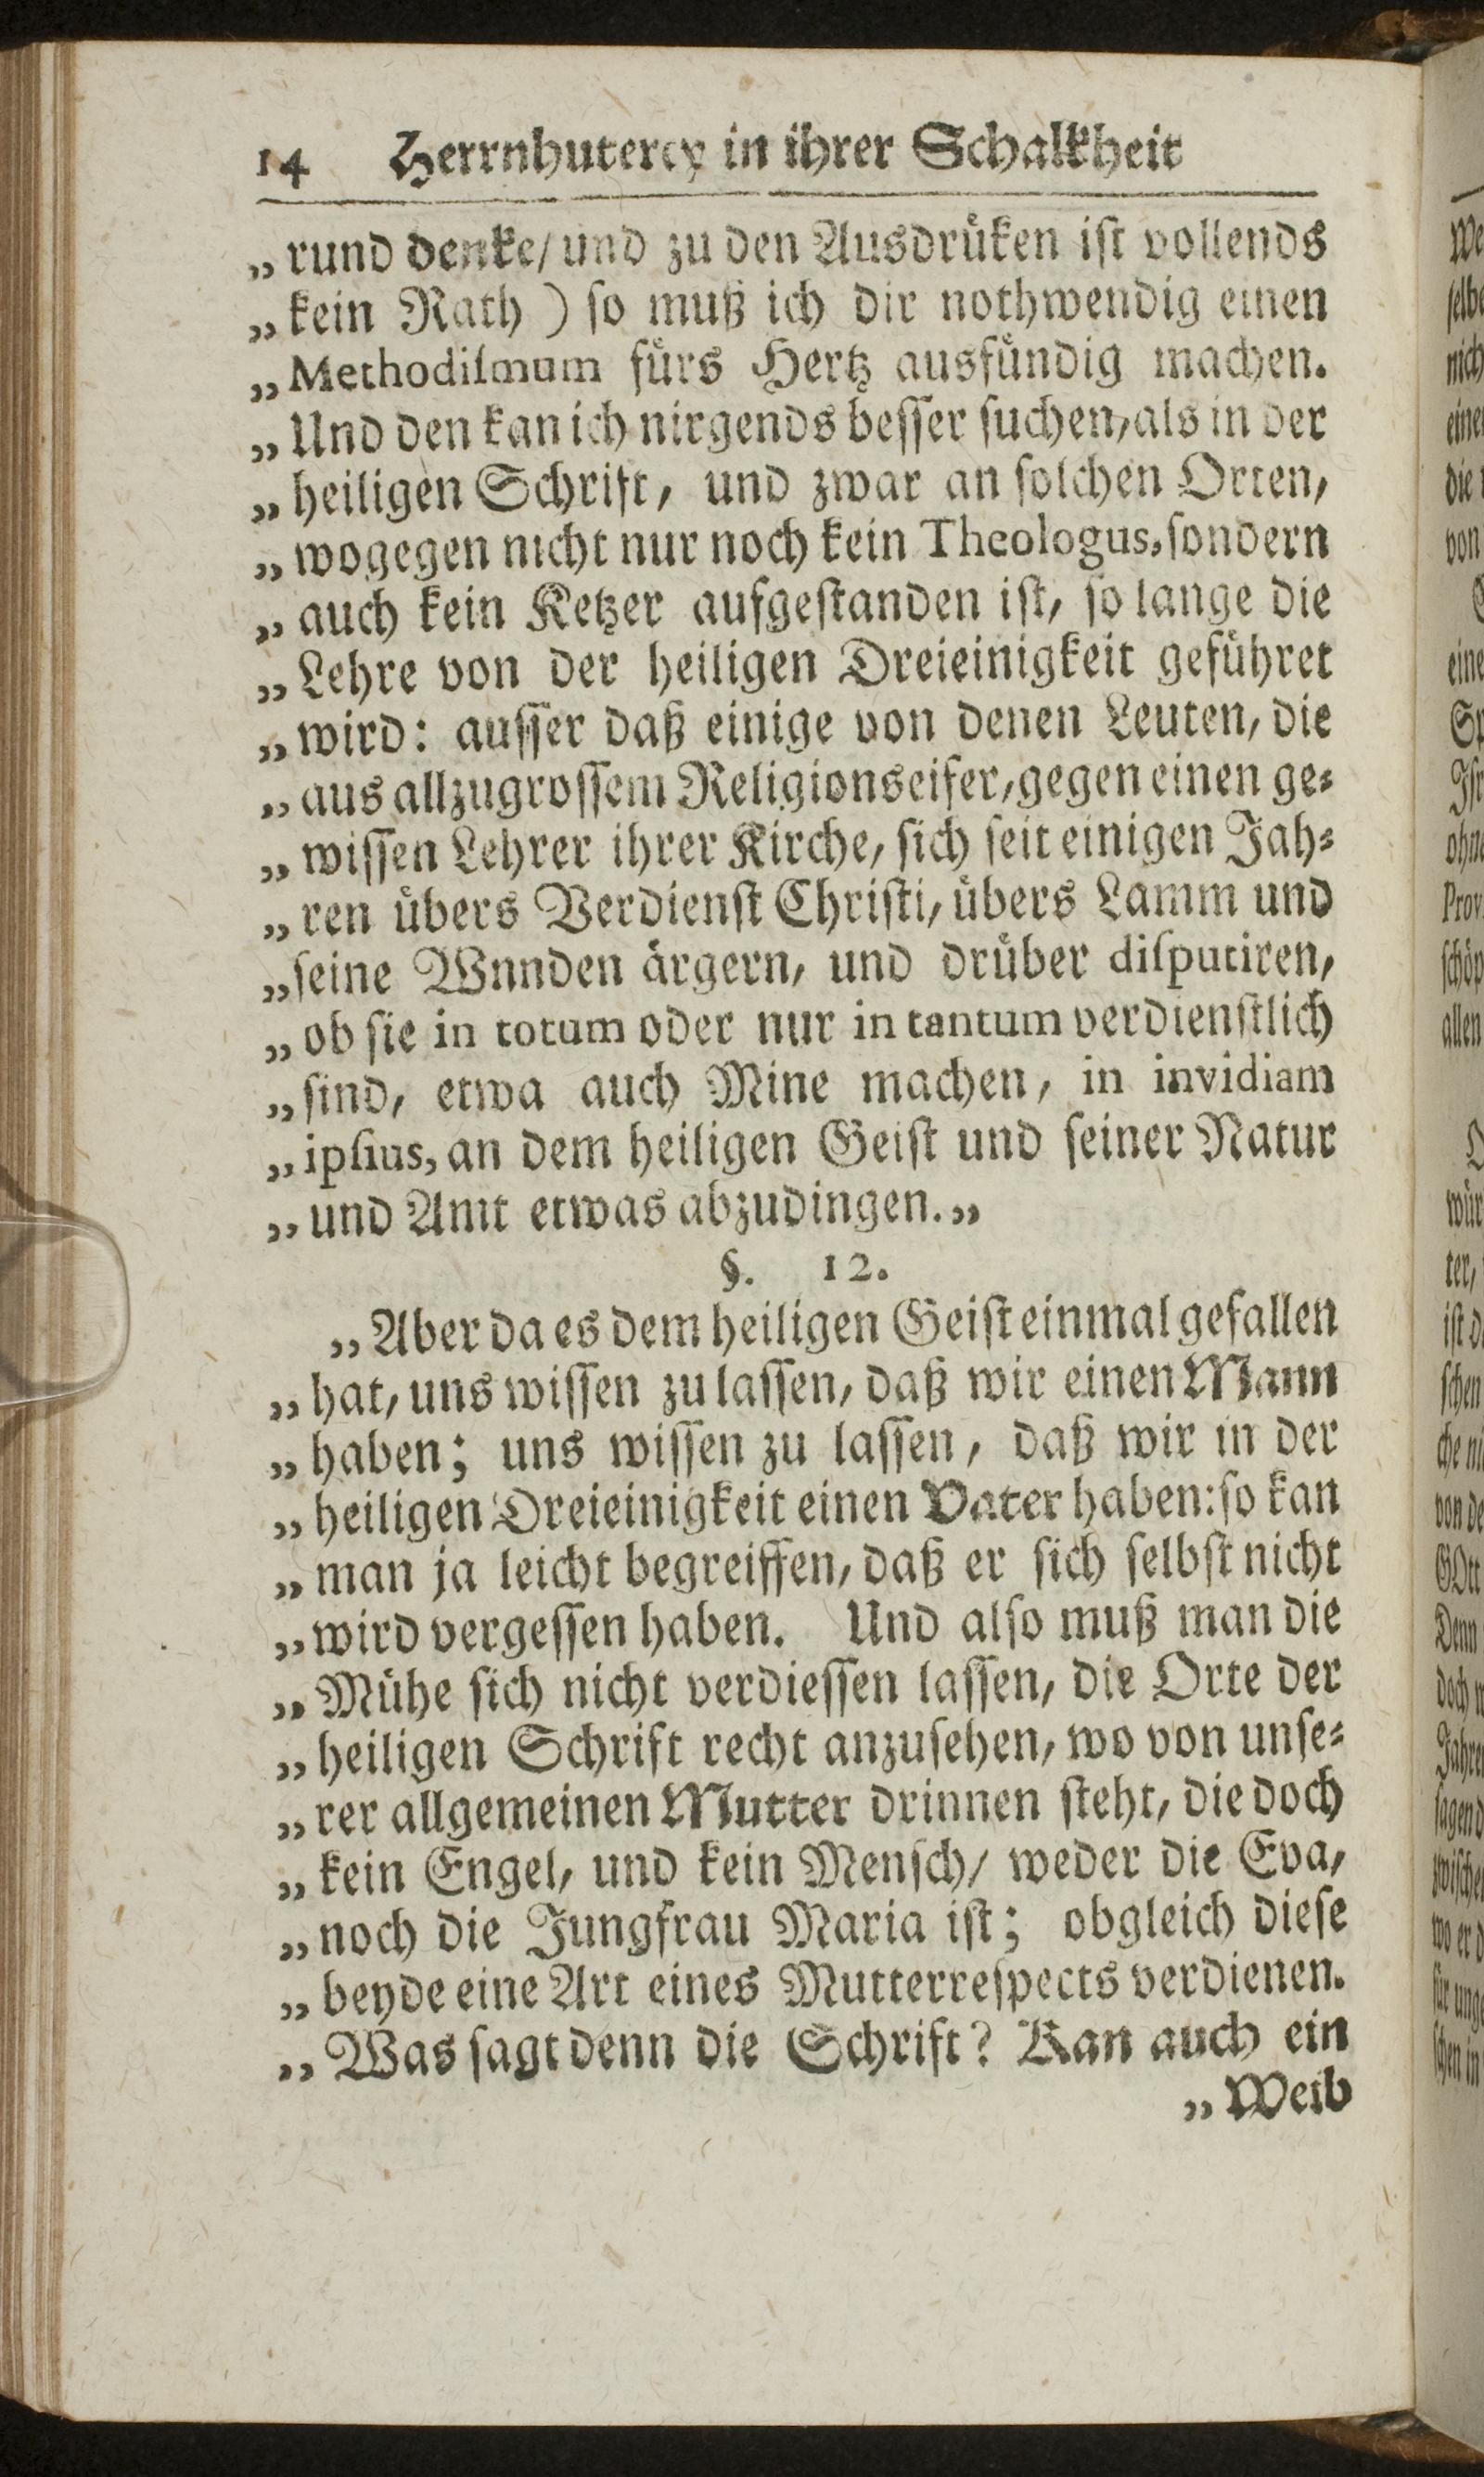 14 Herrnhuterey in ihrer Schalkheit
„ rund denke/ und zu den Ausdrüken ist vollends
„ kein Rath ) so muß ich dir nothwendig einen
„ Methodismum fürs Hertz ausfündig machen.
„ Und den kan ich nirgends besser suchen, als in der
„ heiligen Schrift, und zwar an solchen Orten,
„ wogegen nicht nur noch kein Theologus, sondern
„ auch kein Ketzer aufgestanden ist, so lange die
„ Lehre von der heiligen Dreieinigkeit geführet
„ wird: ausser daß einige von denen Leuten, die
„ aus allzugrossem Religionseifer, gegen einen ge-
„ wissen Lehrer ihrer Kirche, sich seit einigen Jah-
„ ren übers Verdienst Christi, übers Lamm und
„ seine Wnnden ärgern, und drüber disputiren,
„ ob sie in totum oder nur in tantum verdienstlich
„ sind, etwa auch Mine machen, in invidiam
„ ipsius, an dem heiligen Geist und seiner Natur
„ und Amt etwas abzudingen. „
§. 12.
„ Aber da es dem heiligen Geist einmal gefallen
„ hat, uns wissen zu lassen, daß wir einen Mann
„ haben; uns wissen zu lassen, daß wir in der
„ heiligen Dreieinigkeit einen Vater haben: so kan
„ man ja leicht begreiffen, daß er sich selbst nicht
„ wird vergessen haben. Und also muß man die
„ Mühe sich nicht verdiessen lassen, die Orte der
„ heiligen Schrift recht anzusehen, wo von unse-
„ rer allgemeinen Mutter drinnen steht, die doch
„ kein Engel, und kein Mensch/ weder die Eva,
„ noch die Jungfrau Maria ist; obgleich diese
„ beyde eine Art eines Mutterrespects verdienen.
„ Was sagt denn die Schrift? Kan auch ein
„ Weib